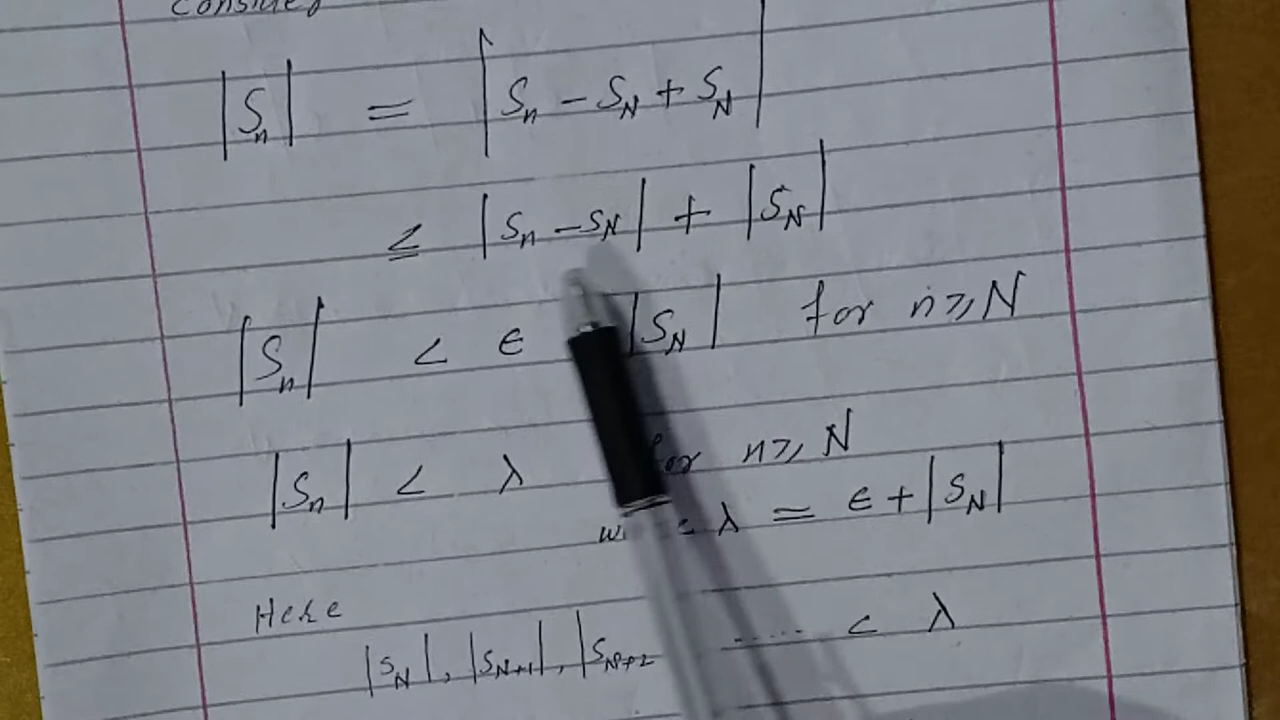 Consider
|Sn| = |Sn - SN + SN|
≤ |Sn - SN| + |SN|
|Sn| < ε |SN| for n ≥ N
|Sn| < λ for n ≥ N
λ = ε + |SN|
Here
|SN|, |SN+1|, |SN+2 ..... < λ